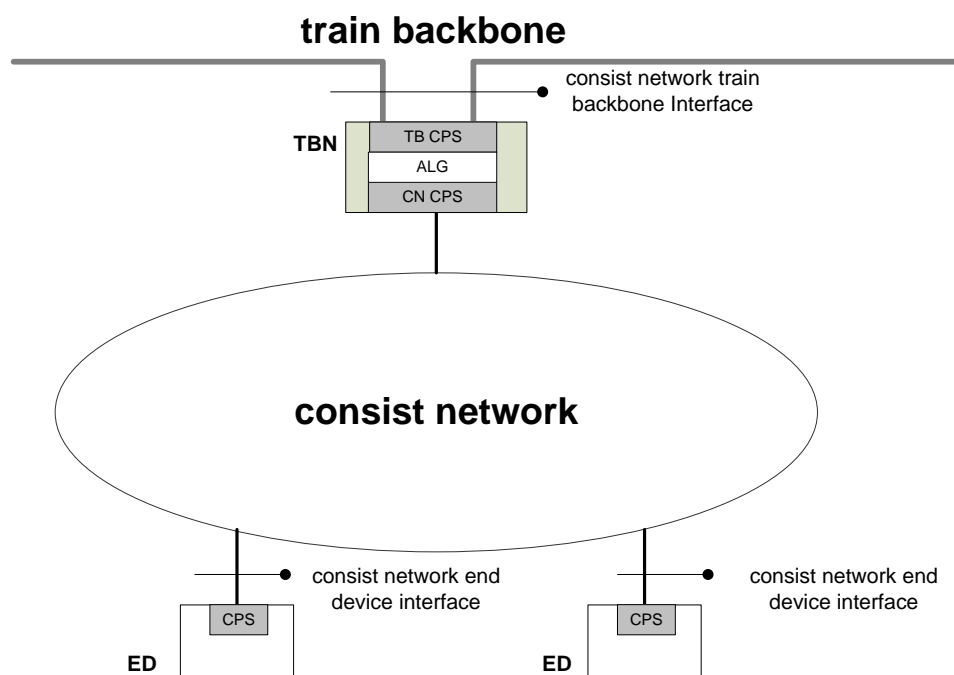 train backbone
consist network train
backbone Interface
TBN
TB CPS
ALG
CN CPS
consist network
consist network end
device interface
consist network end
device interface
CPS
CPS
ED
ED